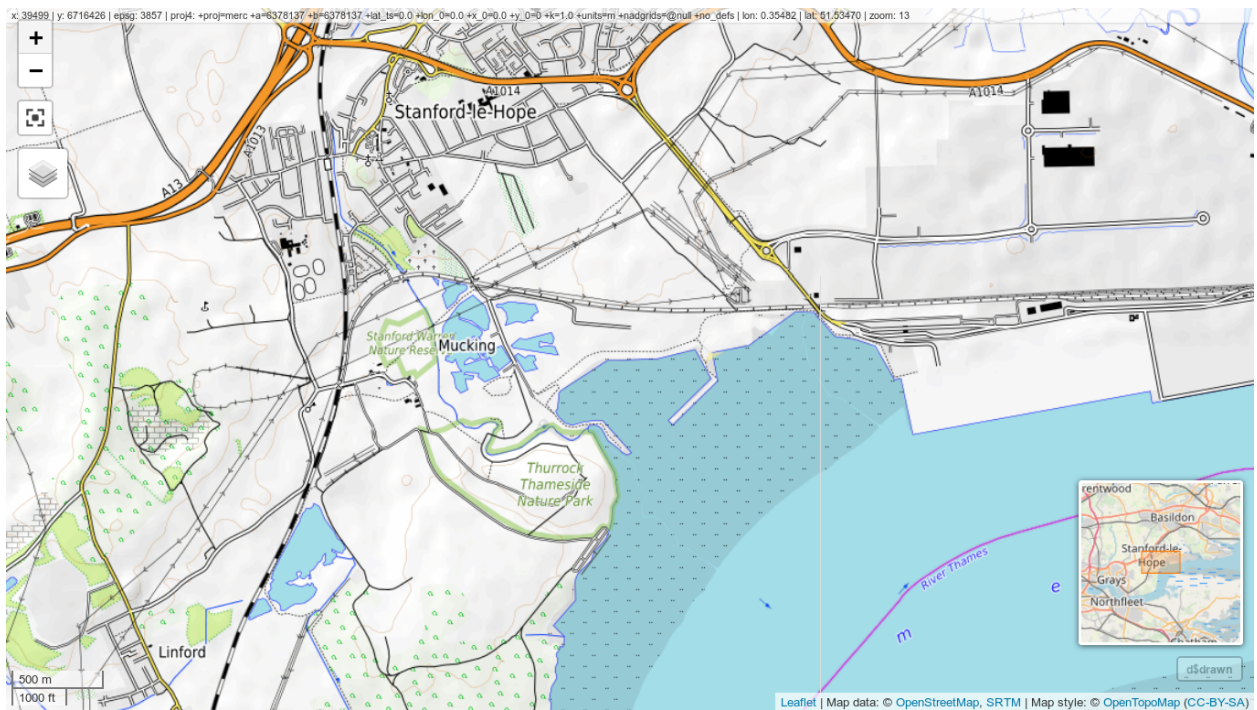 x: 39499 | y: 6716426 | epsg: 3857 | proj4: +proj=merc +a=6378137 +b=6378137 +lat_ts=0.0 +lon_0=0.0 +x_0=0.0 +y_0=0 +k=1.0 +units=m +nadgrids=@null +no_defs | lon: 0.35482 | lat: 51.53470 | zoom: 13
+
−
A1014
A1014
Stanford-le-Hope
A1013
A13
Stanford Warren
Nature Reserve
Mucking
Thurrock
Thameside
Nature Park
rentwood
Basildon
Stanford-le-
Hope
Grays
Northfleet
Chatham
River Thames
e
m
Linford
d$drawn
500 m
1000 ft
Leaflet | Map data: © OpenStreetMap, SRTM | Map style: © OpenTopoMap (CC-BY-SA)